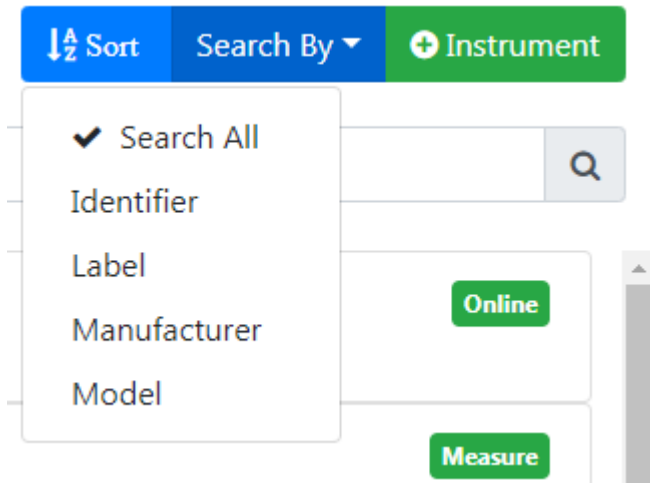 Sort Search By Instrument
Search All
Identifier
Label
Online
Manufacturer
Model
Measure